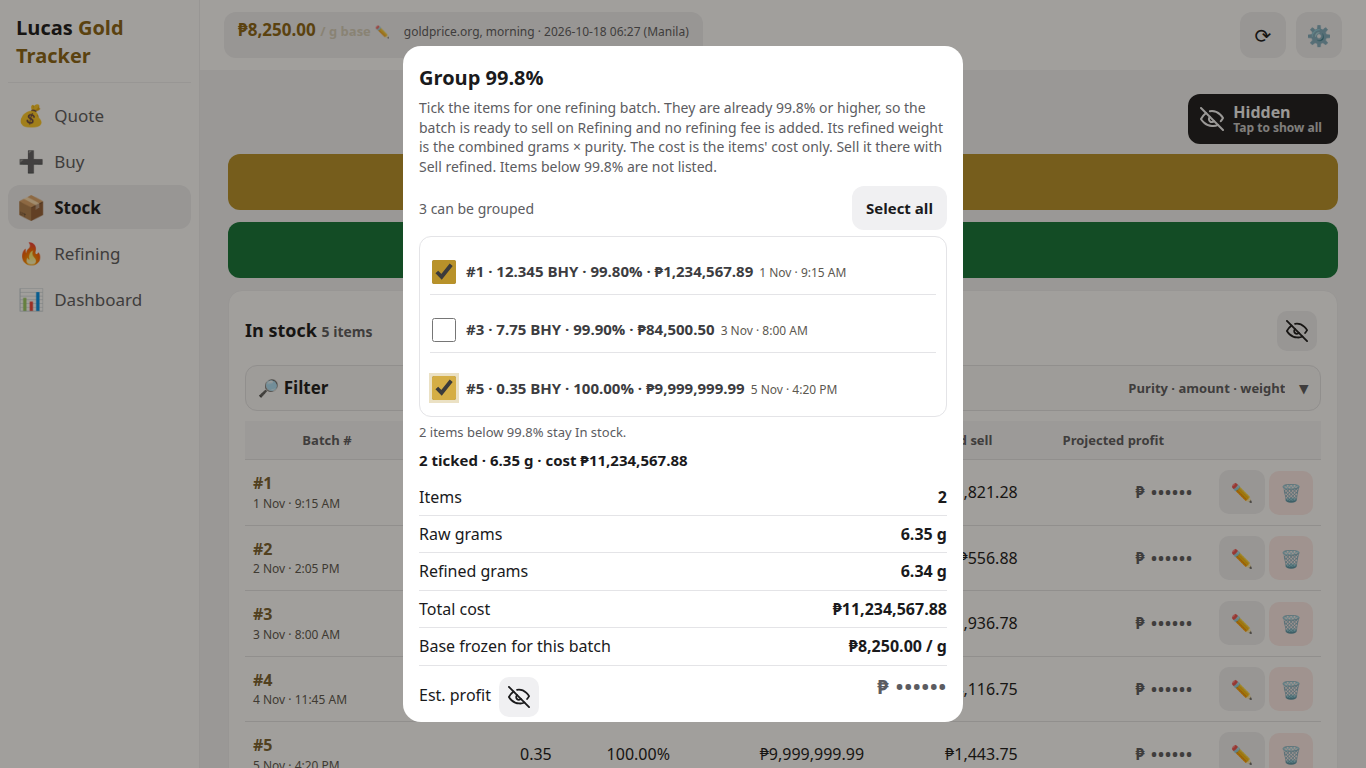 Lucas Gold
Tracker
Quote
Buy
Stock
Refining
Dashboard
₱8,250.00 / g base
goldprice.org, morning · 2026-10-18 06:27 (Manila)
Hidden
Tap to show all
Group 99.8%
Tick the items for one refining batch. They are already 99.8% or higher, so the
batch is ready to sell on Refining and no refining fee is added. Its refined weight
is the combined grams × purity. The cost is the items' cost only. Sell it there with
Sell refined. Items below 99.8% are not listed.
3 can be grouped
Select all
#1 · 12.345 BHY · 99.80% · ₱1,234,567.89 1 Nov · 9:15 AM
#3 · 7.75 BHY · 99.90% · ₱84,500.50 3 Nov · 8:00 AM
#5 · 0.35 BHY · 100.00% · ₱9,999,999.99 5 Nov · 4:20 PM
2 items below 99.8% stay In stock.
2 ticked · 6.35 g · cost ₱11,234,567.88
Items 2
Raw grams 6.35 g
Refined grams 6.34 g
Total cost ₱11,234,567.88
Base frozen for this batch ₱8,250.00 / g
Est. profit ₱ ••••••
In stock 5 items
Filter
Purity · amount · weight ▼
Batch #
sell
Projected profit
#1
1 Nov · 9:15 AM
,821.28
₱ ••••••
#2
2 Nov · 2:05 PM
₱556.88
₱ ••••••
#3
3 Nov · 8:00 AM
,936.78
₱ ••••••
#4
4 Nov · 11:45 AM
,116.75
₱ ••••••
#5
5 Nov · 4:20 PM
0.35
100.00%
₱9,999,999.99
₱1,443.75
₱ ••••••